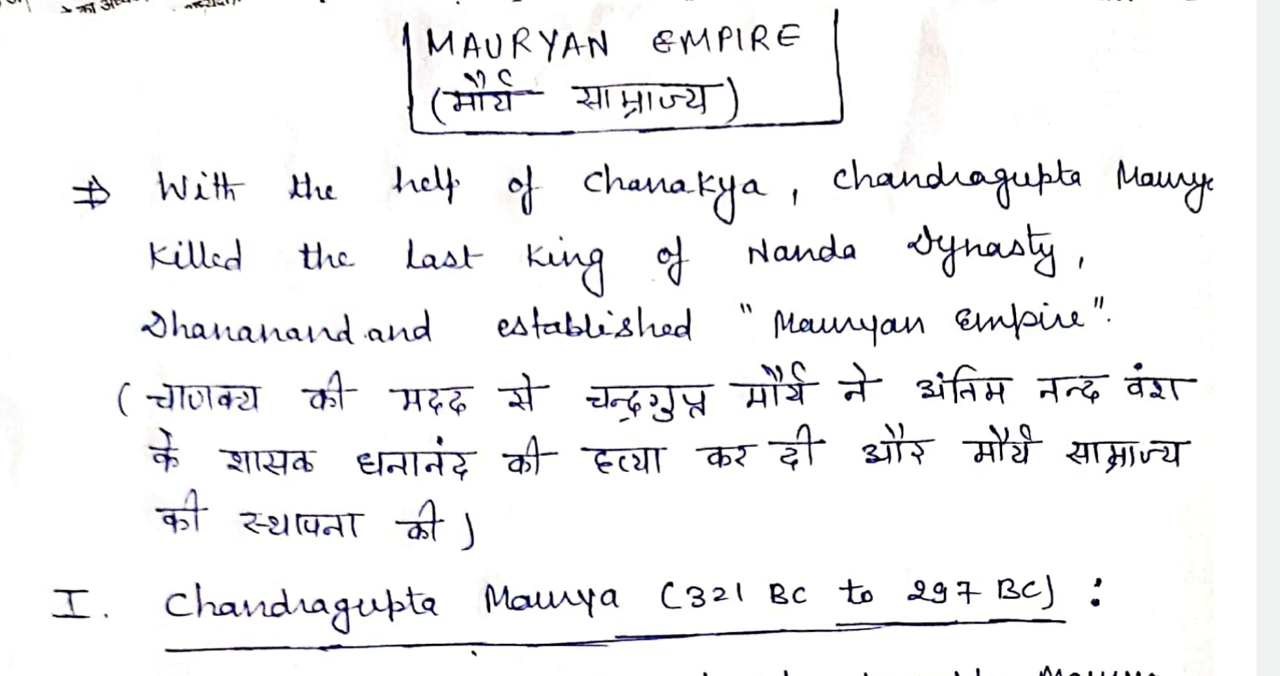 MAURYAN EMPIRE
(मौर्य साम्राज्य)
⇒ With the help of Chanakya, Chandragupta Maurya
killed the last king of Nanda Dynasty,
Dhananand and established "Mauryan Empire".
(चाणक्य की मदद से चन्द्रगुप्त मौर्य ने अंतिम नन्द वंश
के शासक धनानंद की हत्या कर दी और मौर्य साम्राज्य
की स्थापना की)
I. Chandragupta Maurya (321 BC to 297 BC) :